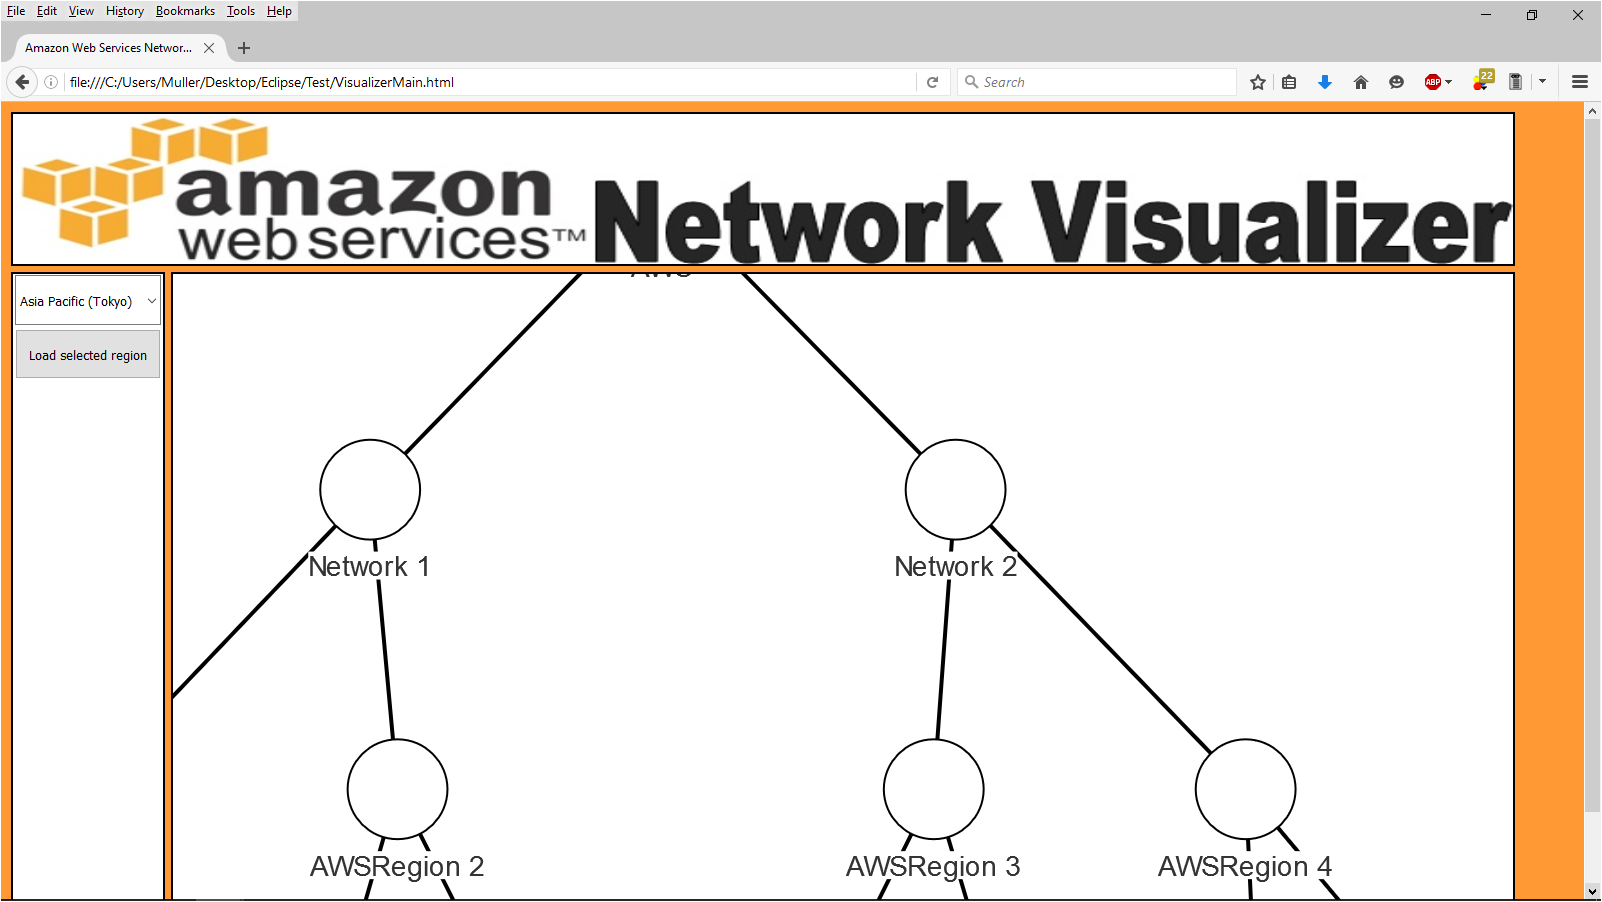 File Edit View History Bookmarks Tools Help
Amazon Web Services Networ...
file:///C:/Users/Muller/Desktop/Eclipse/Test/VisualizerMain.html
Search
ABP
22
amazon
web services™
Network Visualizer
AWS
Asia Pacific (Tokyo)
Load selected region
Network 1
Network 2
AWSRegion 2
AWSRegion 3
AWSRegion 4